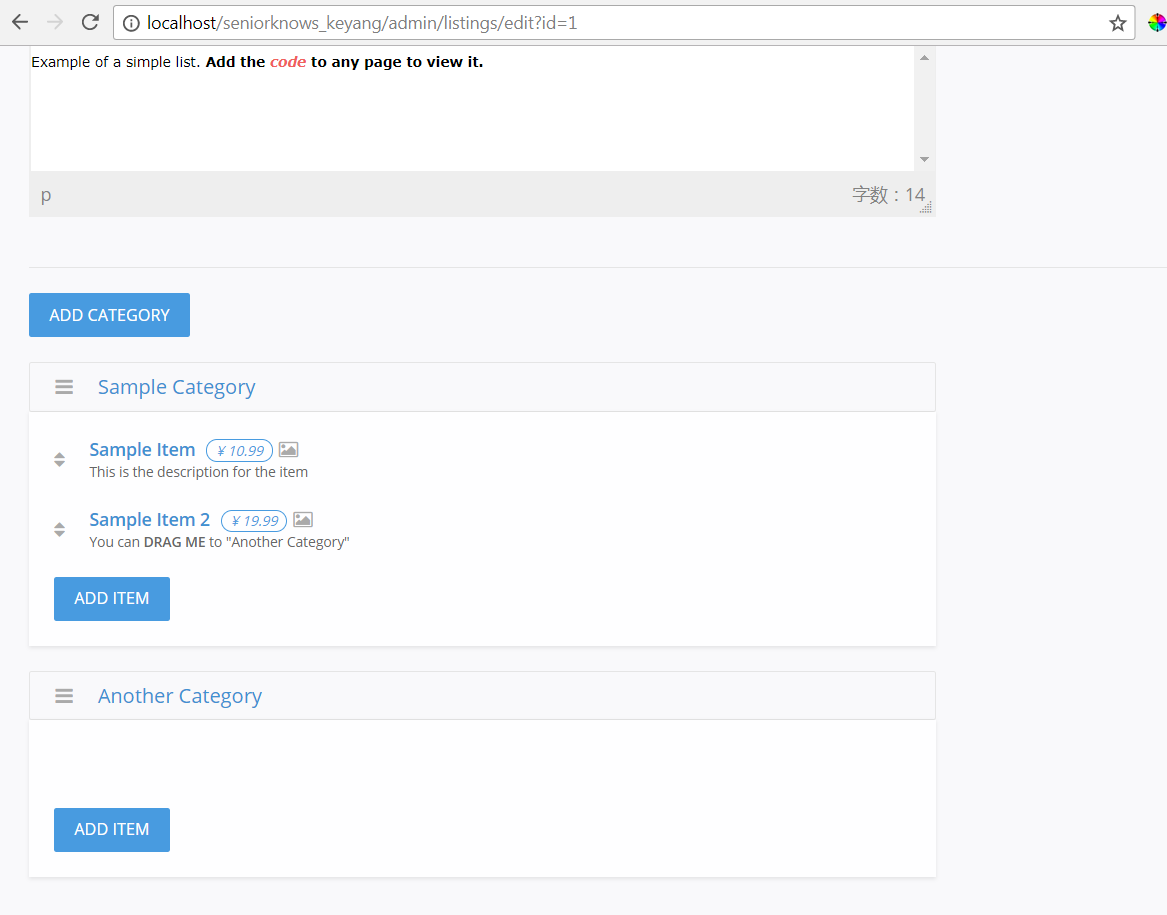 localhost/seniorknows_keyang/admin/listings/edit?id=1
Example of a simple list. Add the code to any page to view it.
p
字数：14
ADD CATEGORY
Sample Category
Sample Item ¥ 10.99
This is the description for the item
Sample Item 2 ¥ 19.99
You can DRAG ME to "Another Category"
ADD ITEM
Another Category
ADD ITEM